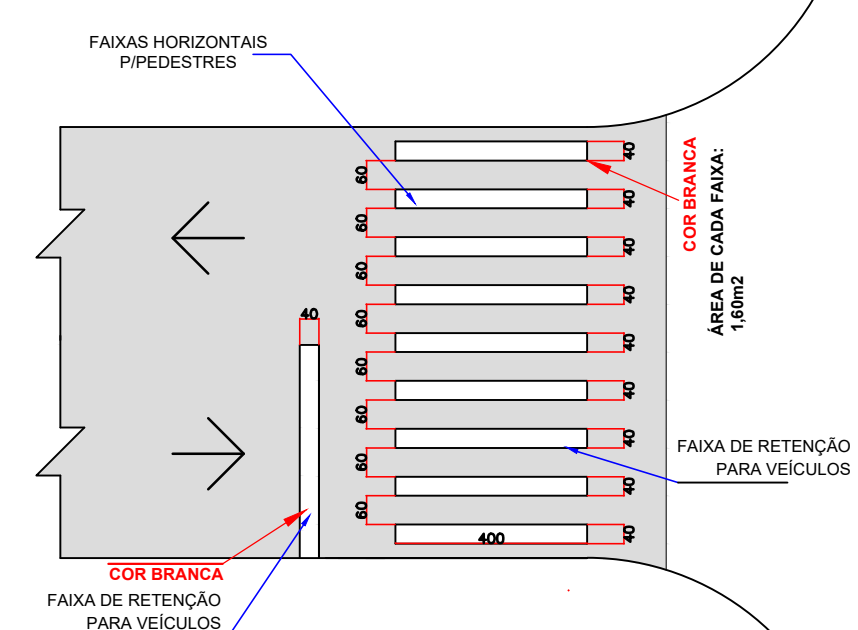 FAIXAS HORIZONTAIS
P/PEDESTRES
40
60
40
60
40
60
40
60
40
60
40
60
40
60
40
60
40
400
40
COR BRANCA
ÁREA DE CADA FAIXA:
1,60m2
FAIXA DE RETENÇÃO
PARA VEÍCULOS
COR BRANCA
FAIXA DE RETENÇÃO
PARA VEÍCULOS